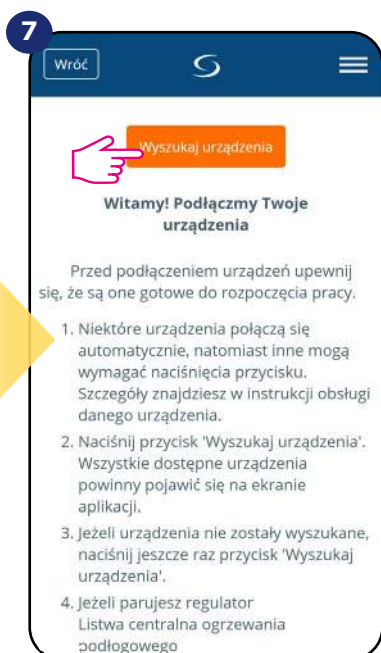 7
Wróć
Wyszukaj urządzenia
Witamy! Podłączmy Twoje
urządzenia
Przed podłączeniem urządzeń upewnij
się, że są one gotowe do rozpoczęcia pracy.
1. Niektóre urządzenia połączą się
automatycznie, natomiast inne mogą
wymagać naciśnięcia przycisku.
Szczegóły znajdziesz w instrukcji obsługi
danego urządzenia.
2. Naciśnij przycisk 'Wyszukaj urządzenia'.
Wszystkie dostępne urządzenia
powinny pojawić się na ekranie
aplikacji.
3. Jeżeli urządzenia nie zostały wyszukane,
naciśnij jeszcze raz przycisk 'Wyszukaj
urządzenia'.
4. Jeżeli parujesz regulator
Listwa centralna ogrzewania
podłogowego